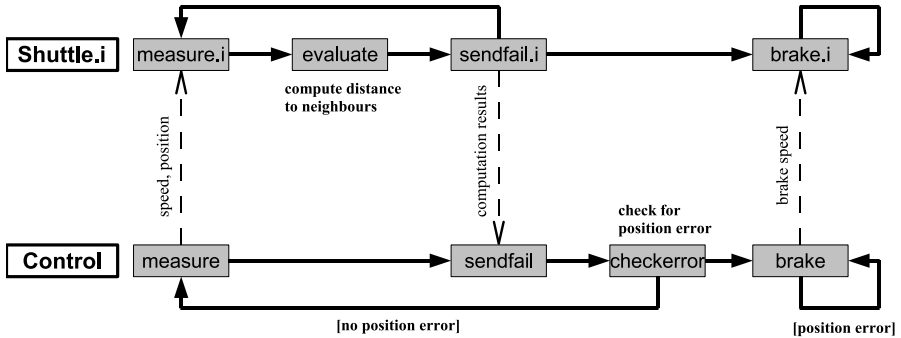 Shuttle.i
measure.i
evaluate
sendfail.i
brake.i
compute distance
to neighbours
speed, position
computation results
brake speed
check for
position error
Control
measure
sendfail
checkerror
brake
[no position error]
[position error]